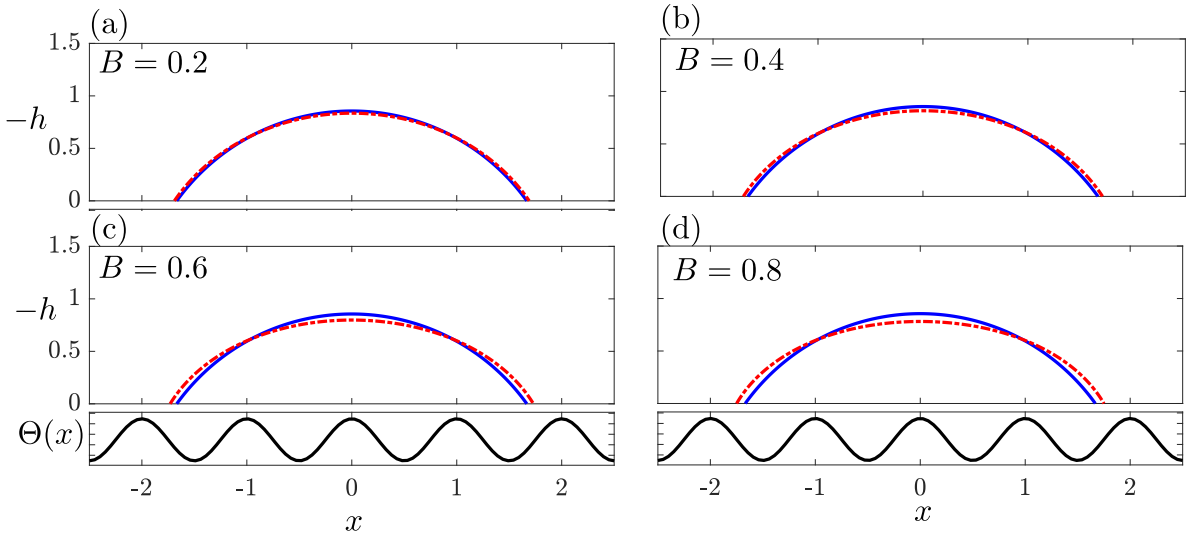 (a) (b)
1.5
B = 0.2 B = 0.4
1
−h
0.5
0
(c) (d)
1.5
B = 0.6 B = 0.8
1
−h
0.5
0
Θ(x)
-2 -1 0 1 2 -2 -1 0 1 2
x x